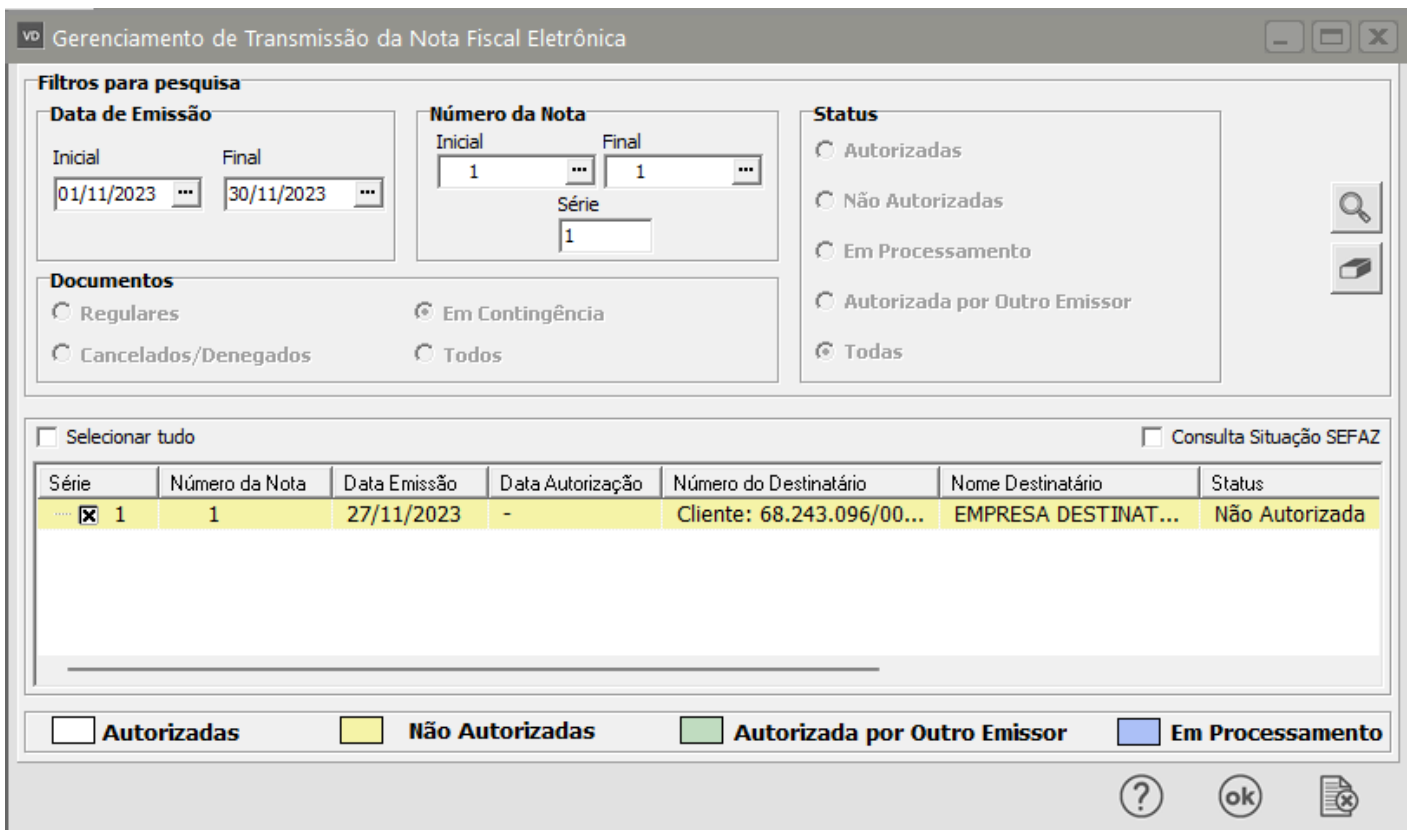 VD Gerenciamento de Transmissão da Nota Fiscal Eletrônica
Filtros para pesquisa
Data de Emissão
Inicial Final
01/11/2023 ... 30/11/2023 ...
Número da Nota
Inicial Final
1 ... 1 ...
Série
1
Status
Autorizadas
Não Autorizadas
Em Processamento
Autorizada por Outro Emissor
Todas
Documentos
Regulares Em Contingência
Cancelados/Denegados Todos
Selecionar tudo Consulta Situação SEFAZ
Série Número da Nota Data Emissão Data Autorização Número do Destinatário Nome Destinatário Status
1 1 27/11/2023 - Cliente: 68.243.096/00... EMPRESA DESTINAT... Não Autorizada
Autorizadas Não Autorizadas Autorizada por Outro Emissor Em Processamento
? ok